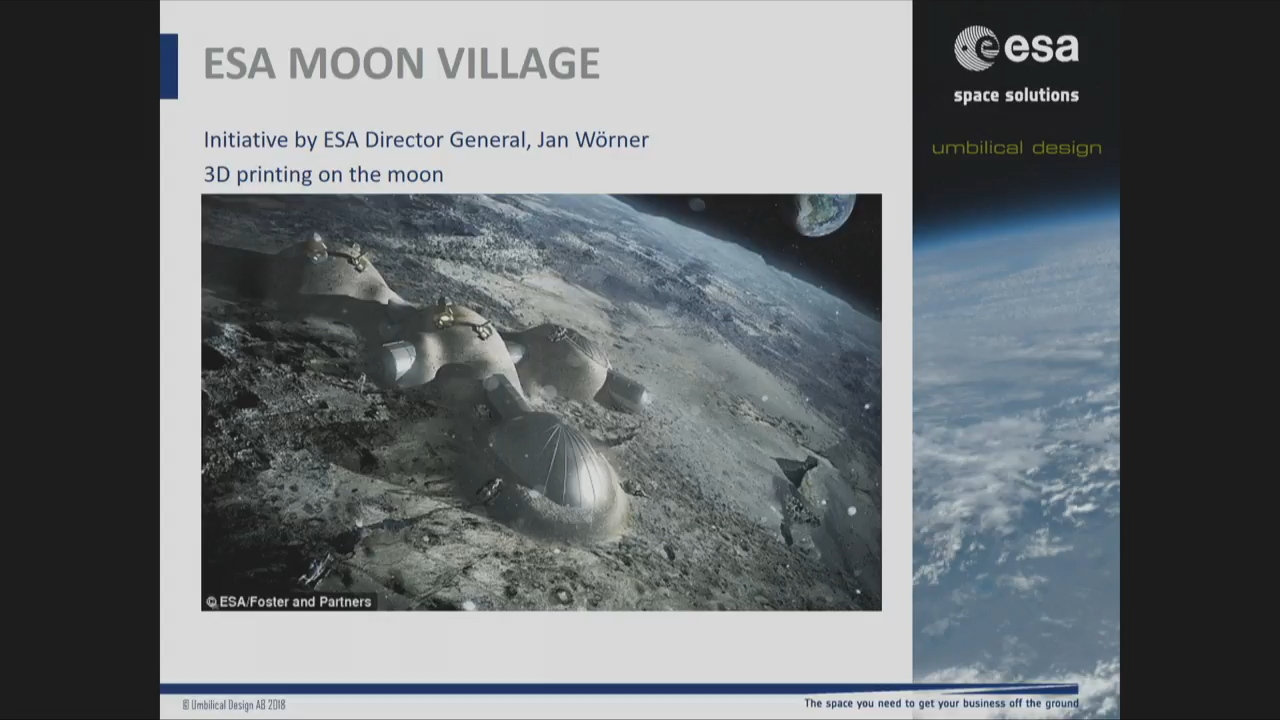 ESA MOON VILLAGE
Initiative by ESA Director General, Jan Wörner
3D printing on the moon
© ESA/Foster and Partners
esa
space solutions
umbilical design
© Umbilical Design AB 2018
The space you need to get your business off the ground